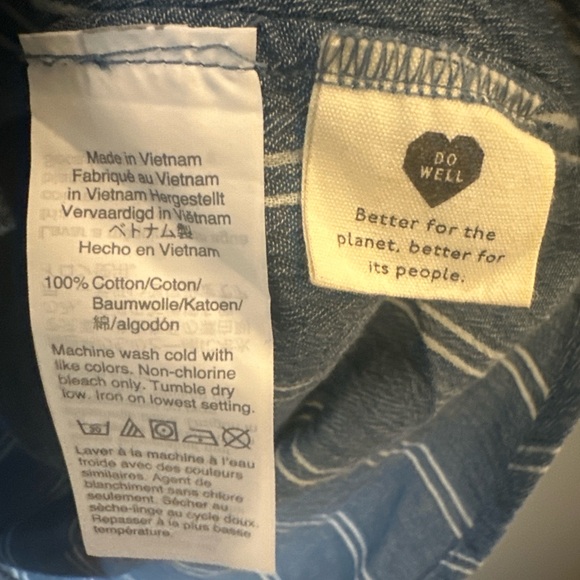 Made in Vietnam
Fabriqué au Vietnam
in Vietnam Hergestellt
Vervaardigd in Viëtnam
ベトナム製
Hecho en Vietnam
100% Cotton/Coton/
Baumwolle/Katoen/
綿/algodón
Machine wash cold with
like colors. Non-chlorine
bleach only. Tumble dry
low. Iron on lowest setting.
Laver à la machine à l'eau
froide avec des couleurs
similaires. Agent de
blanchiment sans chlore
seulement. Sécher au
sèche-linge au cycle doux.
Repasser à la plus basse
température.
DO
WELL
Better for the
planet, better for
its people.